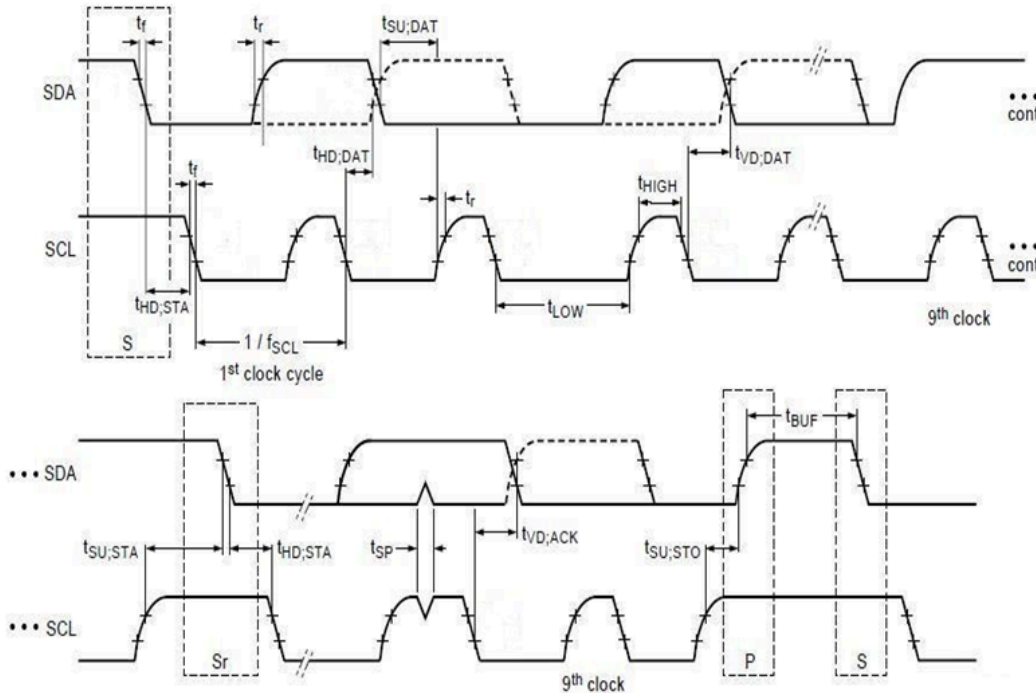 tf
tr
tSU;DAT
SDA
••• cont
tHD;DAT
tVD;DAT
tf
tr
tHIGH
SCL
••• cont
tHD;STA
tLOW
9th clock
S
1 / fSCL
1st clock cycle
tBUF
••• SDA
tSU;STA
tHD;STA
tSP
tVD;ACK
tSU;STO
••• SCL
Sr
P
S
9th clock